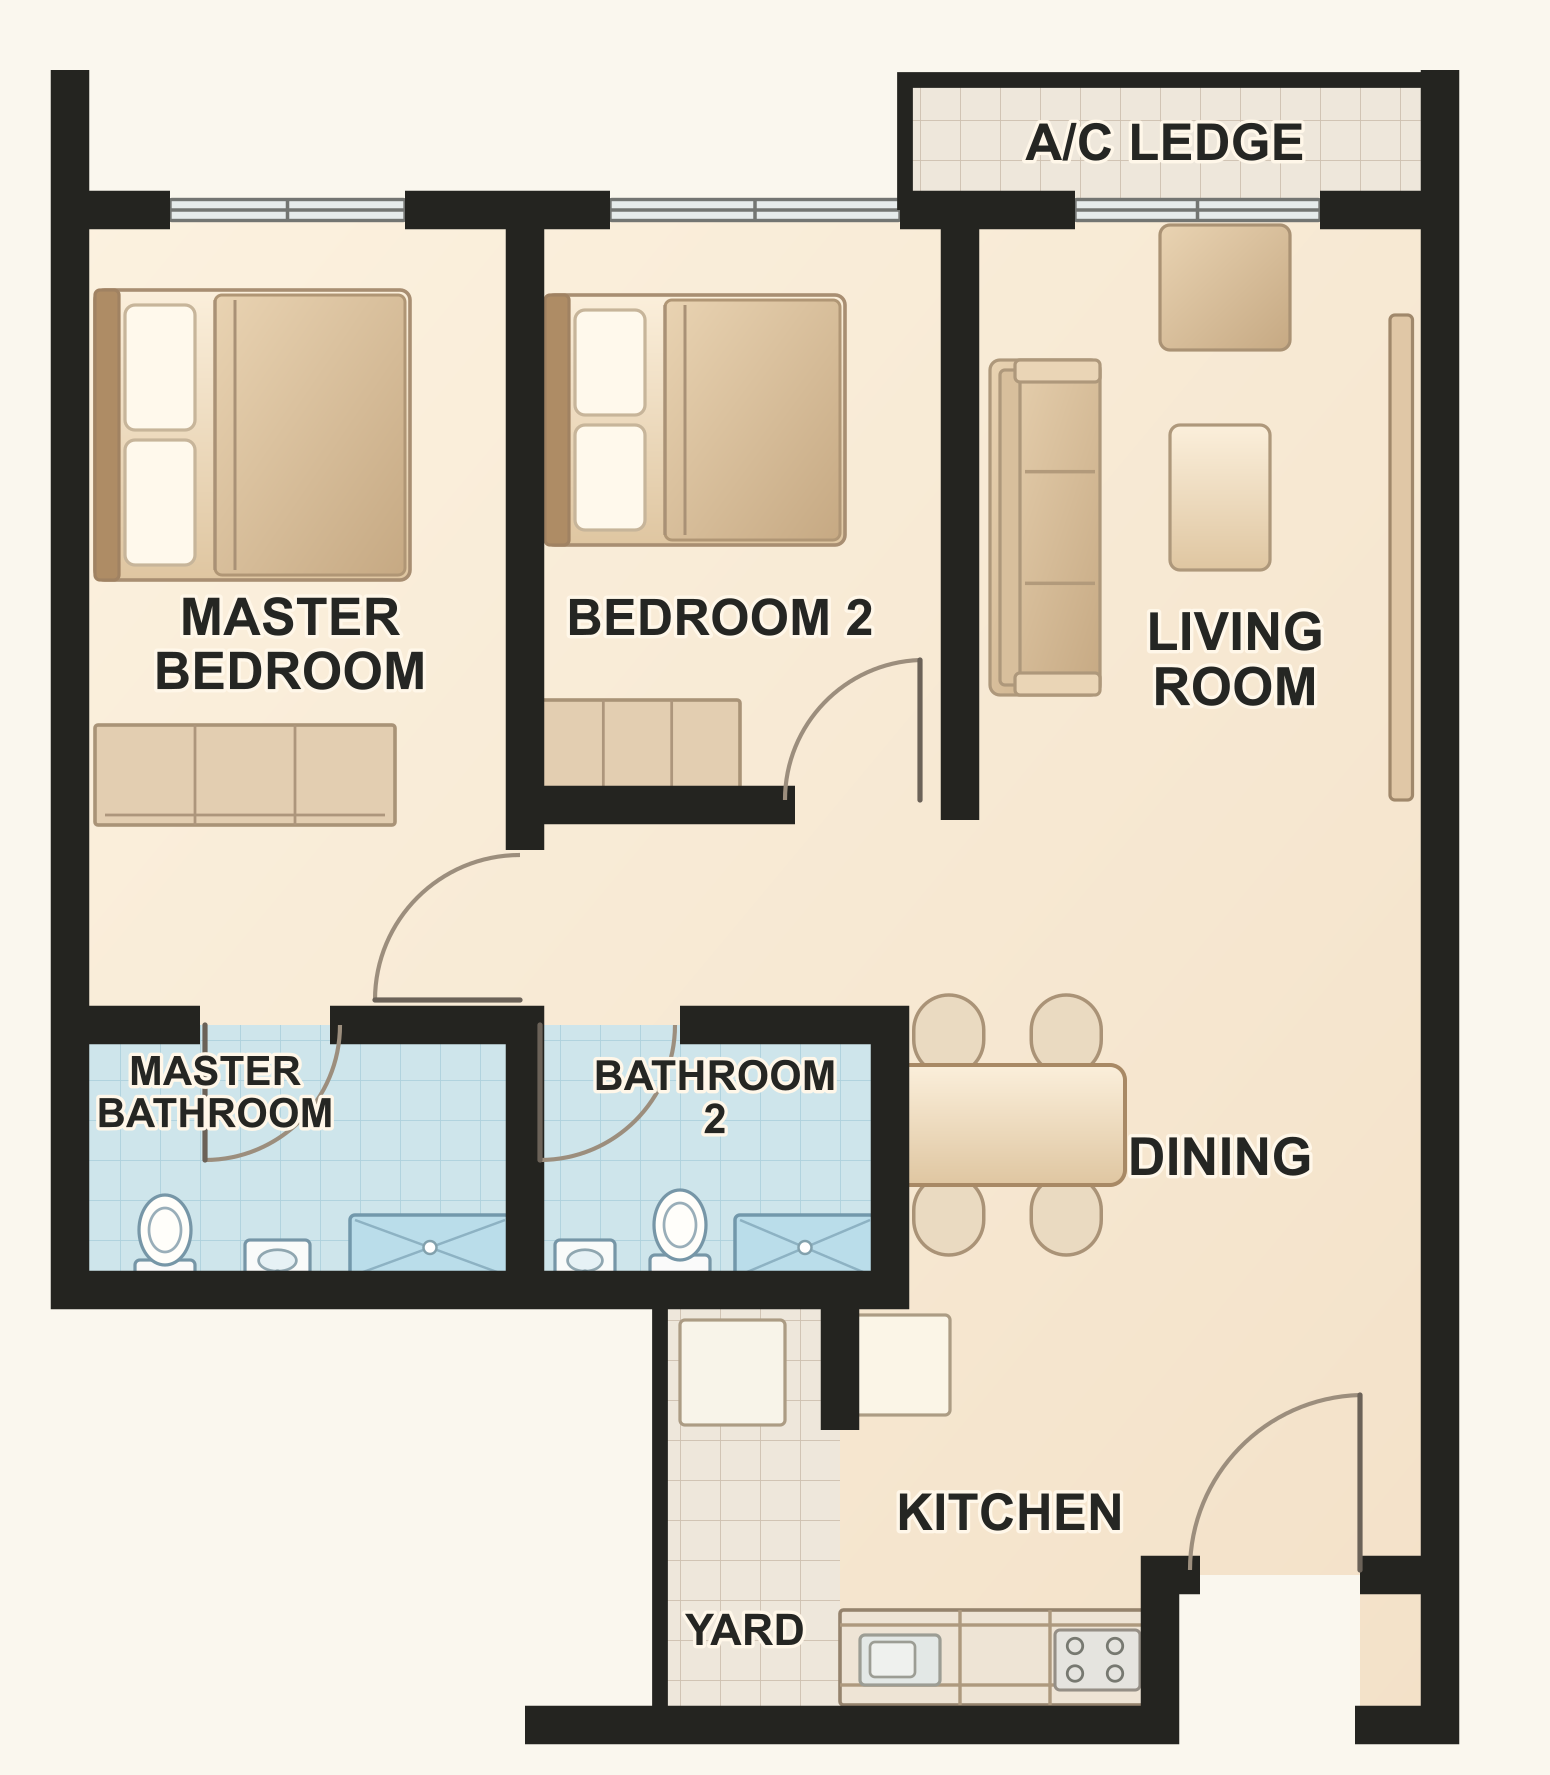 A/C LEDGE
MASTER
BEDROOM
BEDROOM 2
LIVING
ROOM
MASTER
BATHROOM
BATHROOM
2
DINING
KITCHEN
YARD